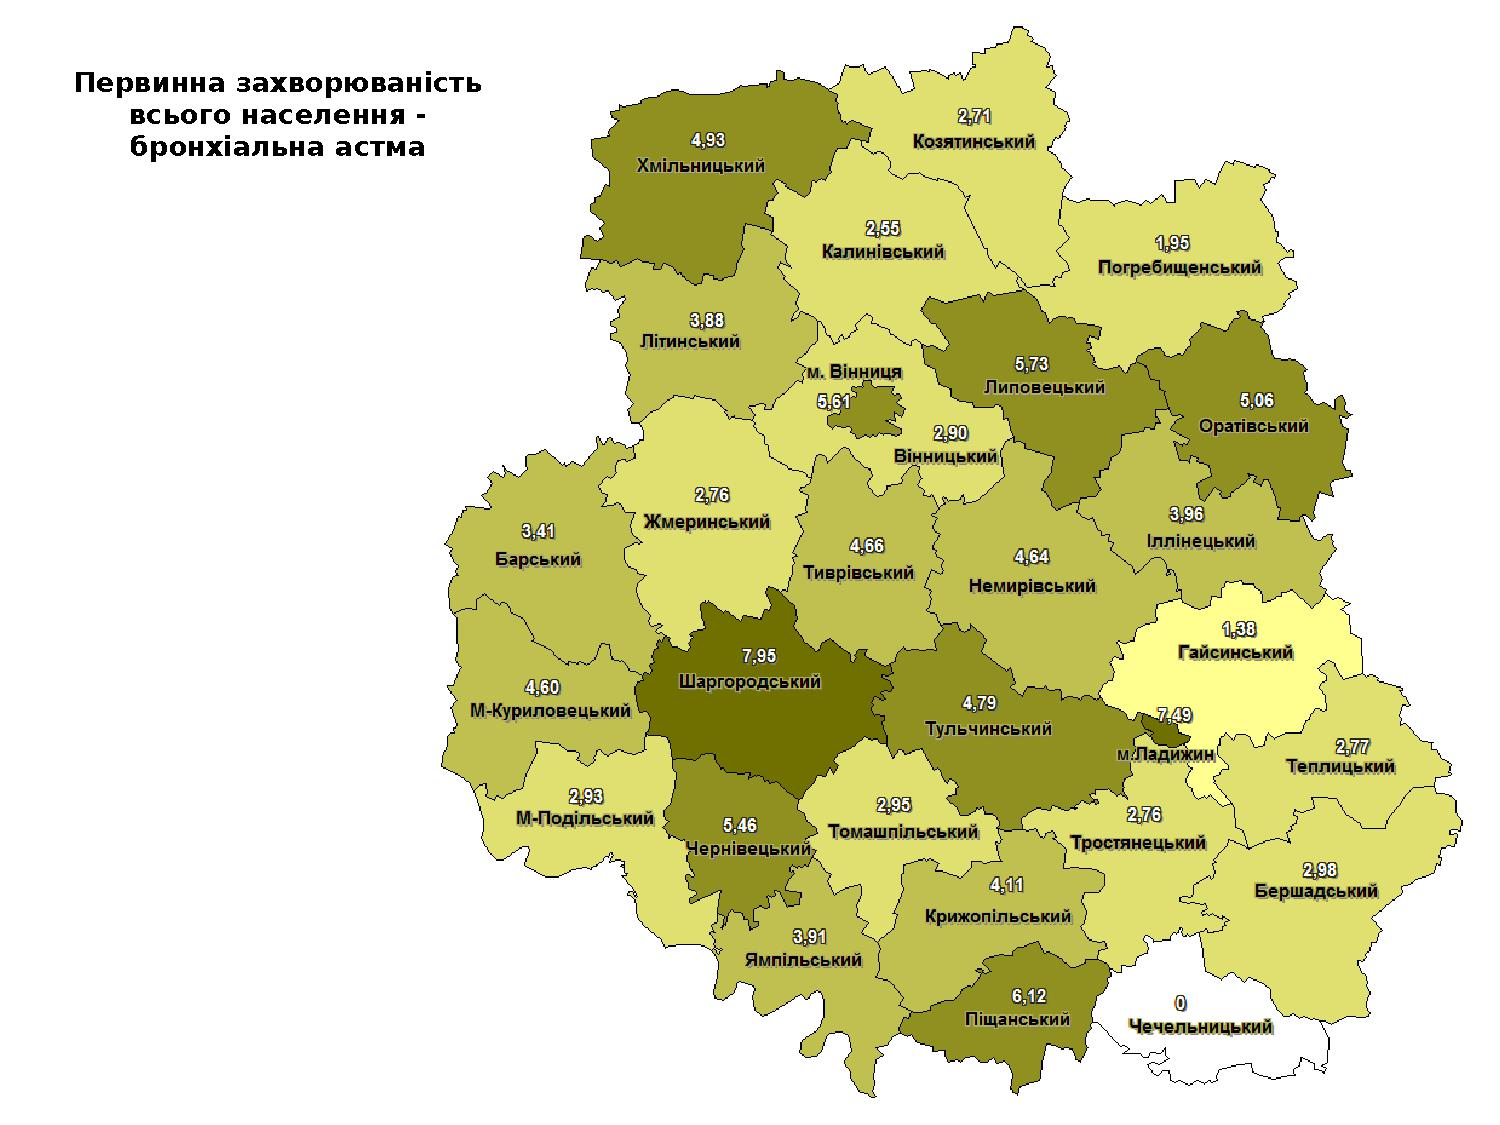 Первинна захворюваність
всього населення -
бронхіальна астма
2,71
Козятинський
4,93
Хмільницький
2,55
Калинівський
1,95
Погребищенський
3,88
Літинський
м. Вінниця
5,61
5,73
Липовецький
5,06
Оратівський
2,90
Вінницький
2,76
Жмеринський
3,41
Барський
4,66
Тиврівський
4,64
Немирівський
3,96
Іллінецький
1,38
Гайсинський
7,95
Шаргородський
4,60
М-Куриловецький
4,79
Тульчинський
7,49
м.Ладижин
2,77
Теплицький
2,93
М-Подільський
5,46
Чернівецький
2,95
Томашпільський
2,76
Тростянецький
2,98
Бершадський
4,11
Крижопільський
3,91
Ямпільський
6,12
Піщанський
0
Чечельницький